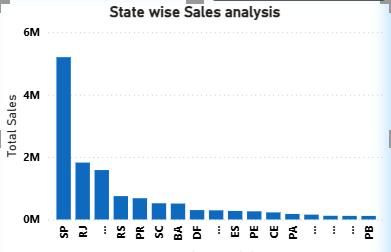 State wise Sales analysis
6M
4M
2M
0M
Total Sales
SP
RJ
...
RS
PR
SC
BA
DF
...
ES
PE
CE
PA
...
...
...
PB